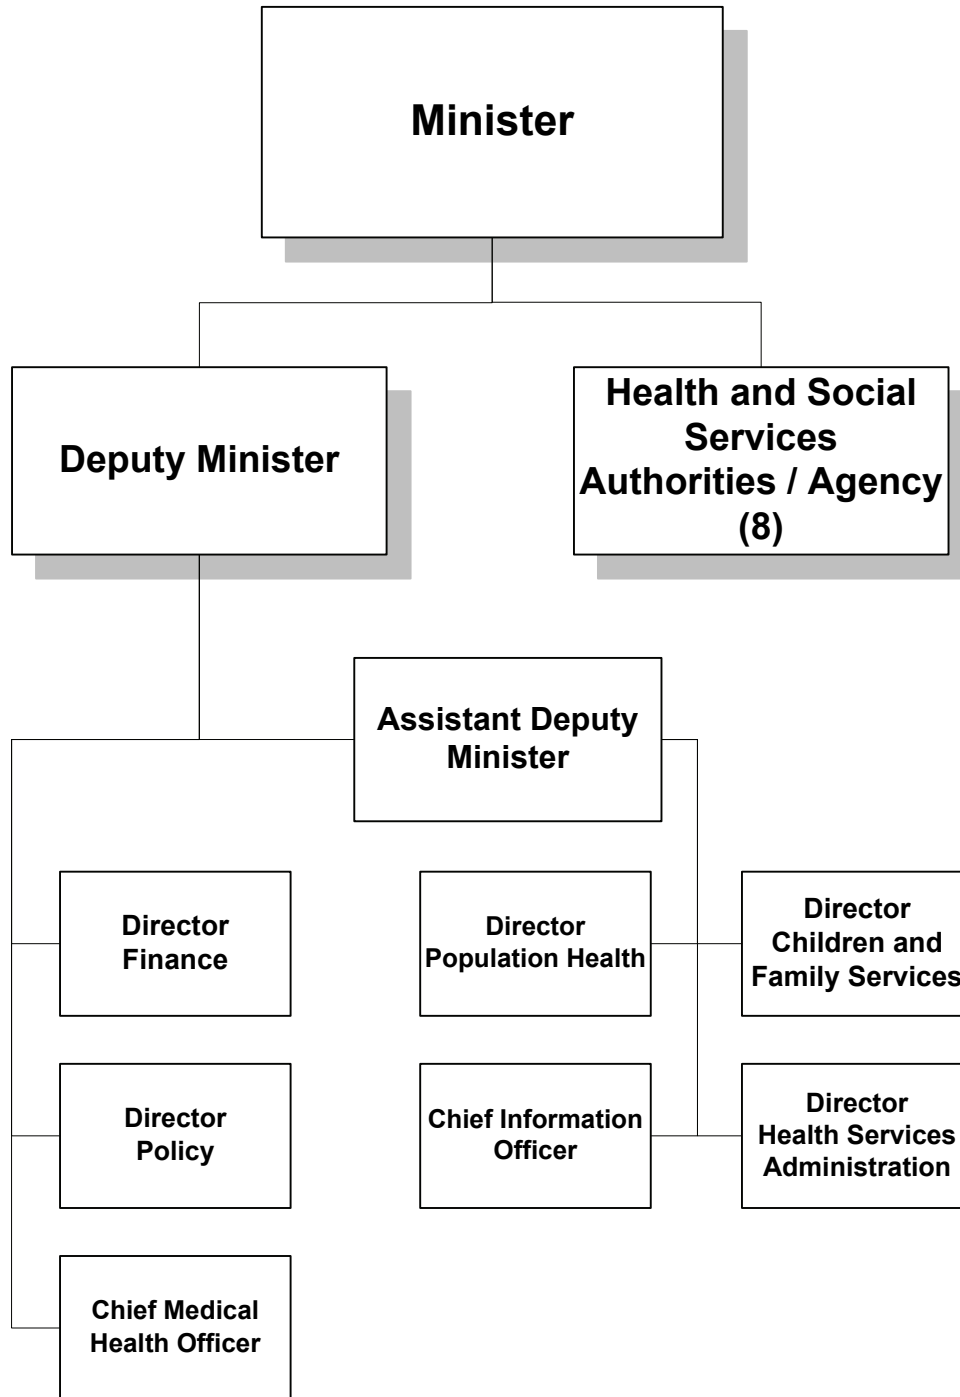 Minister
Deputy Minister
Health and Social
Services
Authorities / Agency
(8)
Assistant Deputy
Minister
Director
Finance
Director
Population Health
Director
Children and
Family Services
Director
Policy
Chief Information
Officer
Director
Health Services
Administration
Chief Medical
Health Officer